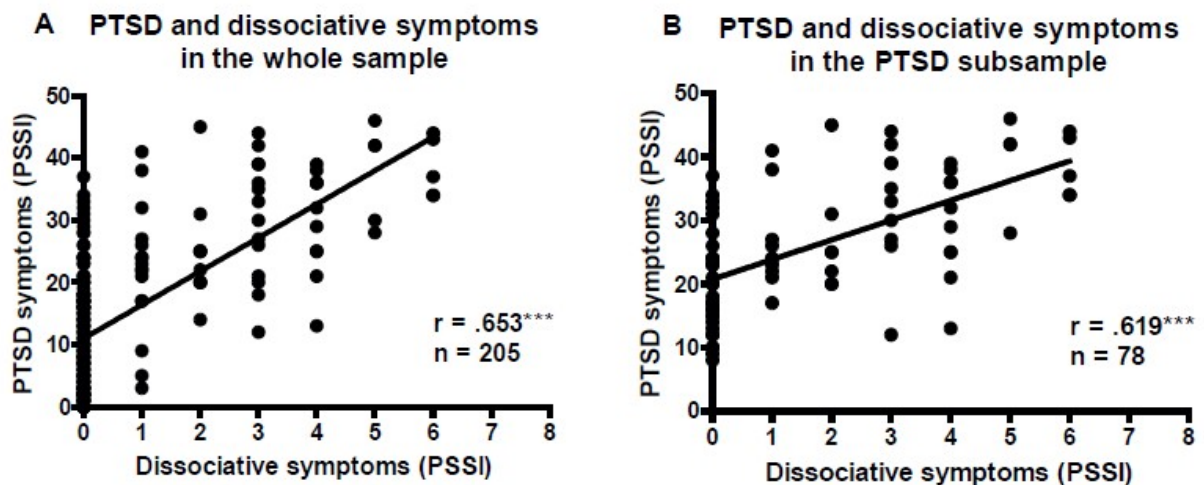 A PTSD and dissociative symptoms
in the whole sample
PTSD symptoms (PSSI)
50
40
30
20
10
0
r = .653***
n = 205
0 1 2 3 4 5 6 7 8
Dissociative symptoms (PSSI)
B PTSD and dissociative symptoms
in the PTSD subsample
PTSD symptoms (PSSI)
50
40
30
20
10
0
r = .619***
n = 78
0 1 2 3 4 5 6 7 8
Dissociative symptoms (PSSI)